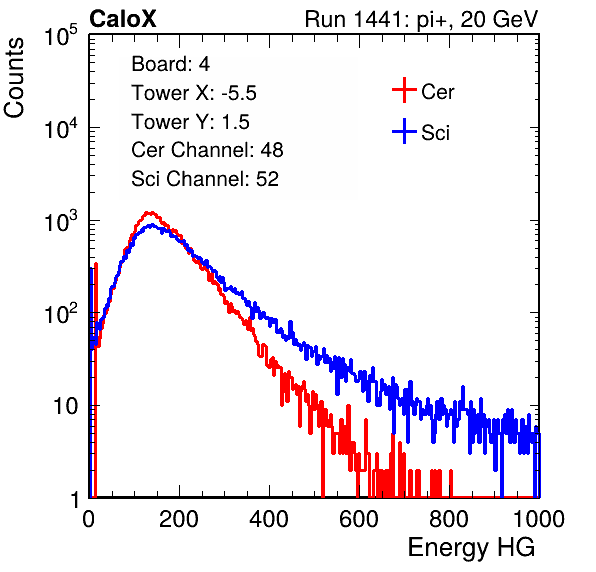 CaloX Run 1441: pi+, 20 GeV
Counts
10^5
10^4
10^3
10^2
10
1
Board: 4
Tower X: -5.5
Tower Y: 1.5
Cer Channel: 48
Sci Channel: 52
Cer
Sci
0 200 400 600 800 1000
Energy HG